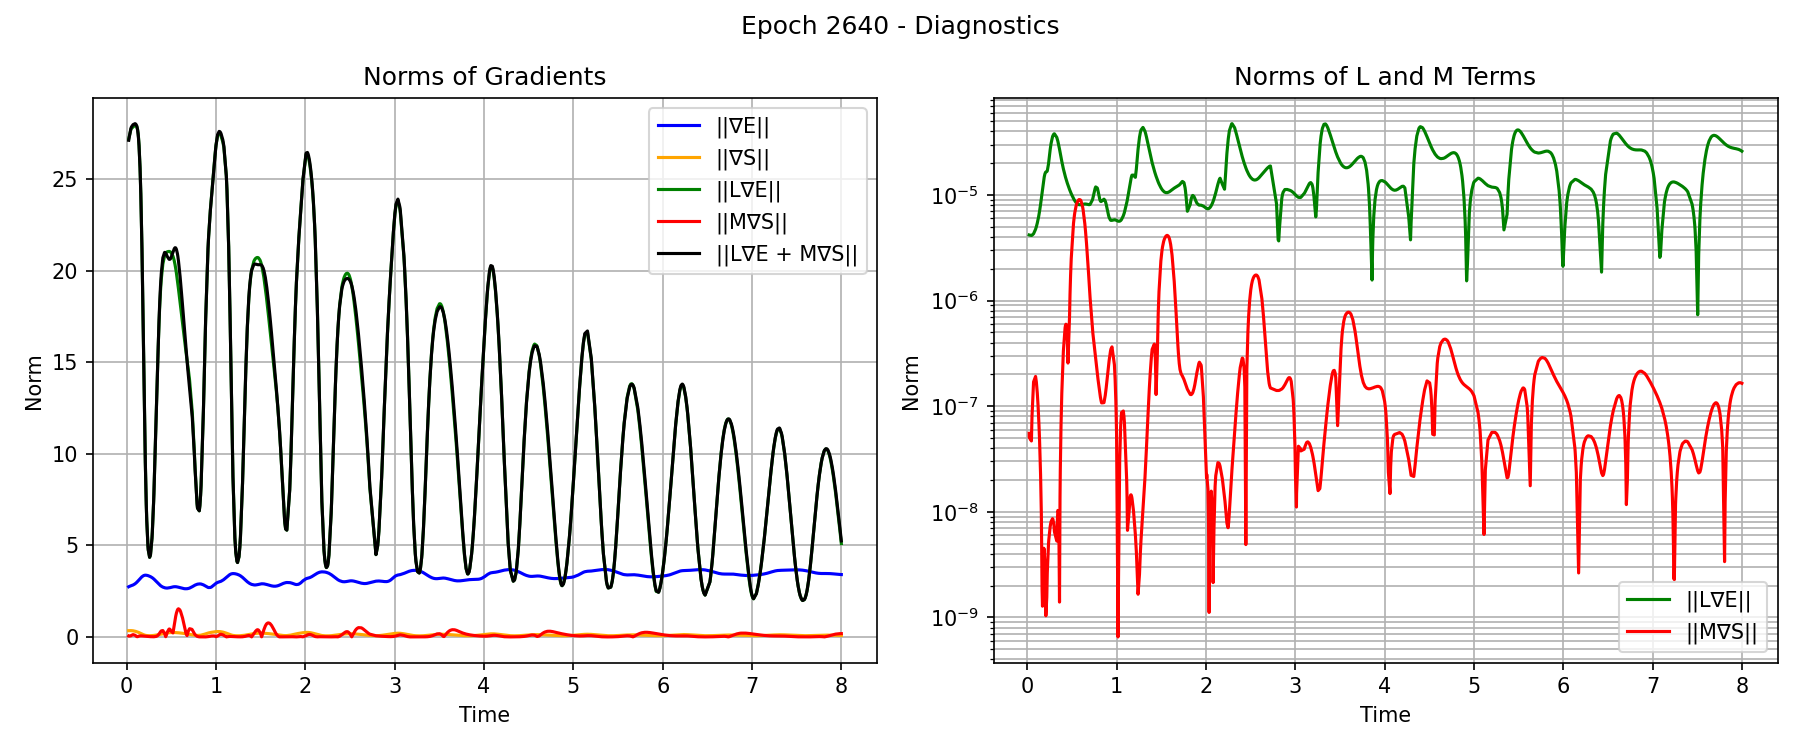 Epoch 2640 - Diagnostics
Norms of Gradients
Norm
25
20
15
10
5
0
||∇E||
||∇S||
||L∇E||
||M∇S||
||L∇E + M∇S||
0 1 2 3 4 5 6 7 8
Time
Norms of L and M Terms
Norm
10⁻⁵
10⁻⁶
10⁻⁷
10⁻⁸
10⁻⁹
||L∇E||
||M∇S||
0 1 2 3 4 5 6 7 8
Time